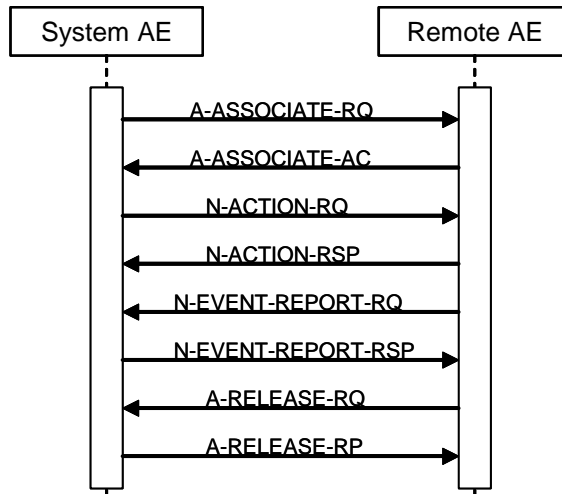 System AE
Remote AE
A-ASSOCIATE-RQ
A-ASSOCIATE-AC
N-ACTION-RQ
N-ACTION-RSP
N-EVENT-REPORT-RQ
N-EVENT-REPORT-RSP
A-RELEASE-RQ
A-RELEASE-RP